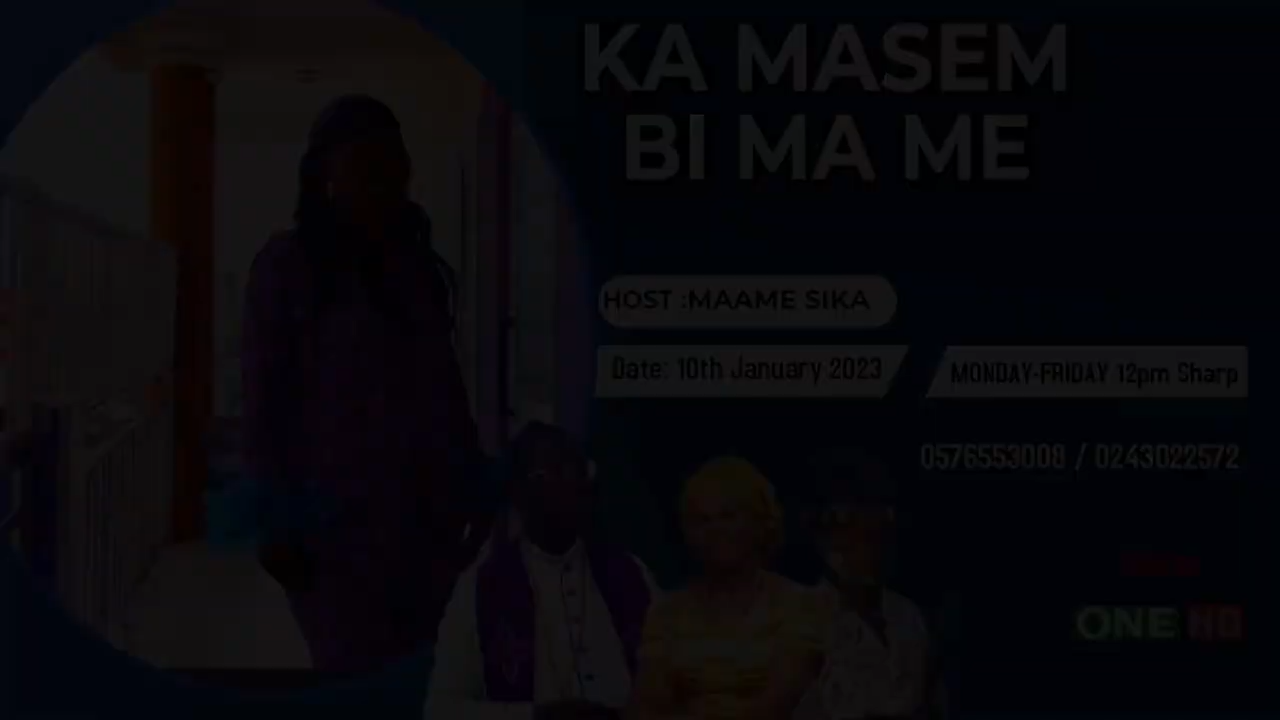 KA MASEM
BI MA ME
HOST :MAAME SIKA
Date: 10th January 2023
MONDAY-FRIDAY 12pm Sharp
0576553008 / 0243022572
ONE HD